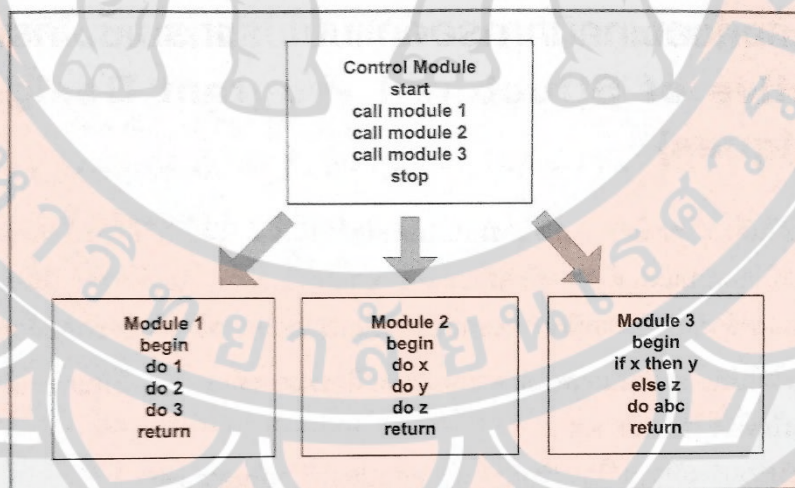 Control Module
start
call module 1
call module 2
call module 3
stop
Module 1
begin
do 1
do 2
do 3
return
Module 2
begin
do x
do y
do z
return
Module 3
begin
if x then y
else z
do abc
return